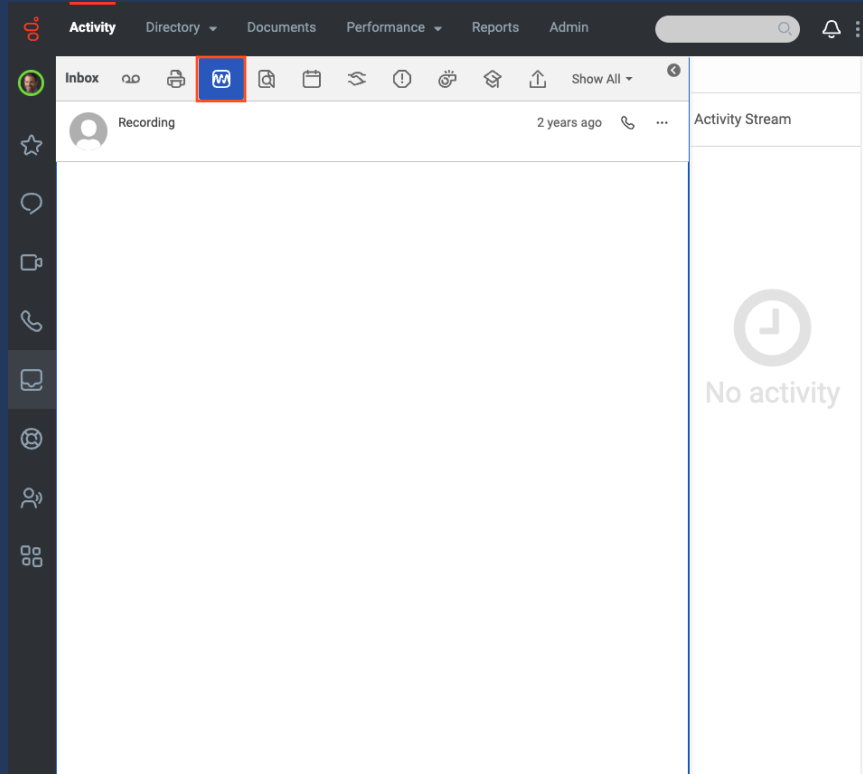 Activity Directory Documents Performance Reports Admin
Inbox Show All
Recording 2 years ago
Activity Stream
No activity